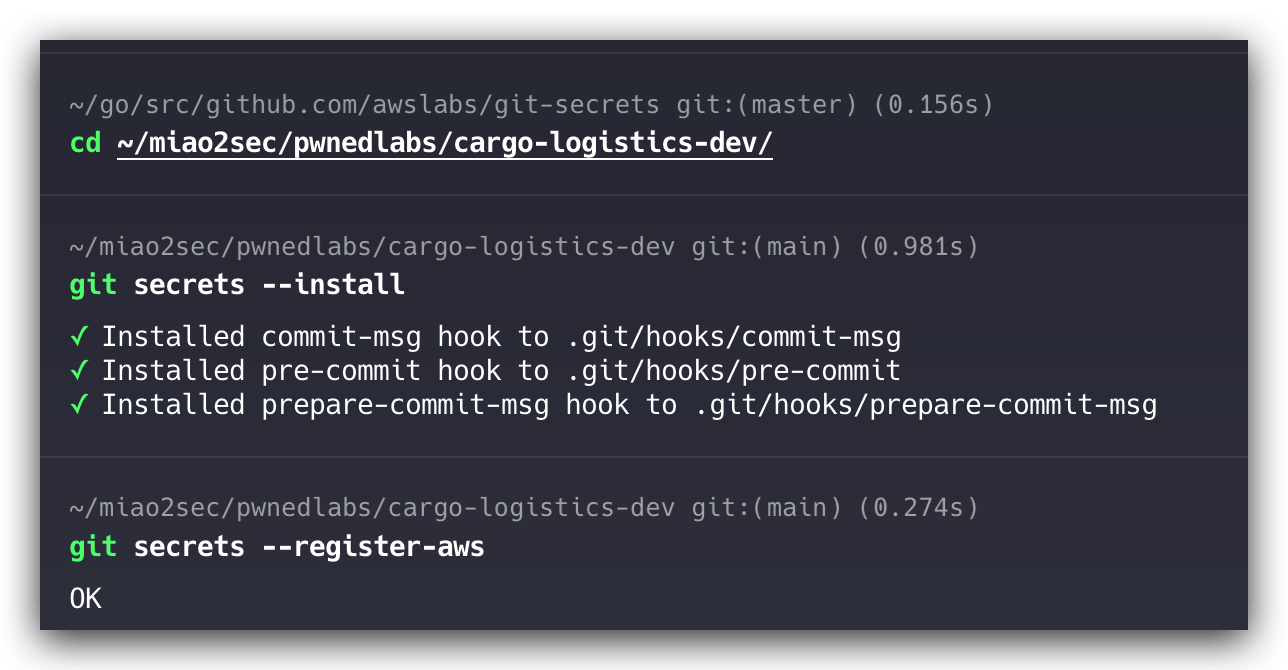 ~/go/src/github.com/awslabs/git-secrets git:(master) (0.156s)
cd ~/miao2sec/pwnedlabs/cargo-logistics-dev/
~/miao2sec/pwnedlabs/cargo-logistics-dev git:(main) (0.981s)
git secrets --install
✓ Installed commit-msg hook to .git/hooks/commit-msg
✓ Installed pre-commit hook to .git/hooks/pre-commit
✓ Installed prepare-commit-msg hook to .git/hooks/prepare-commit-msg
~/miao2sec/pwnedlabs/cargo-logistics-dev git:(main) (0.274s)
git secrets --register-aws
OK